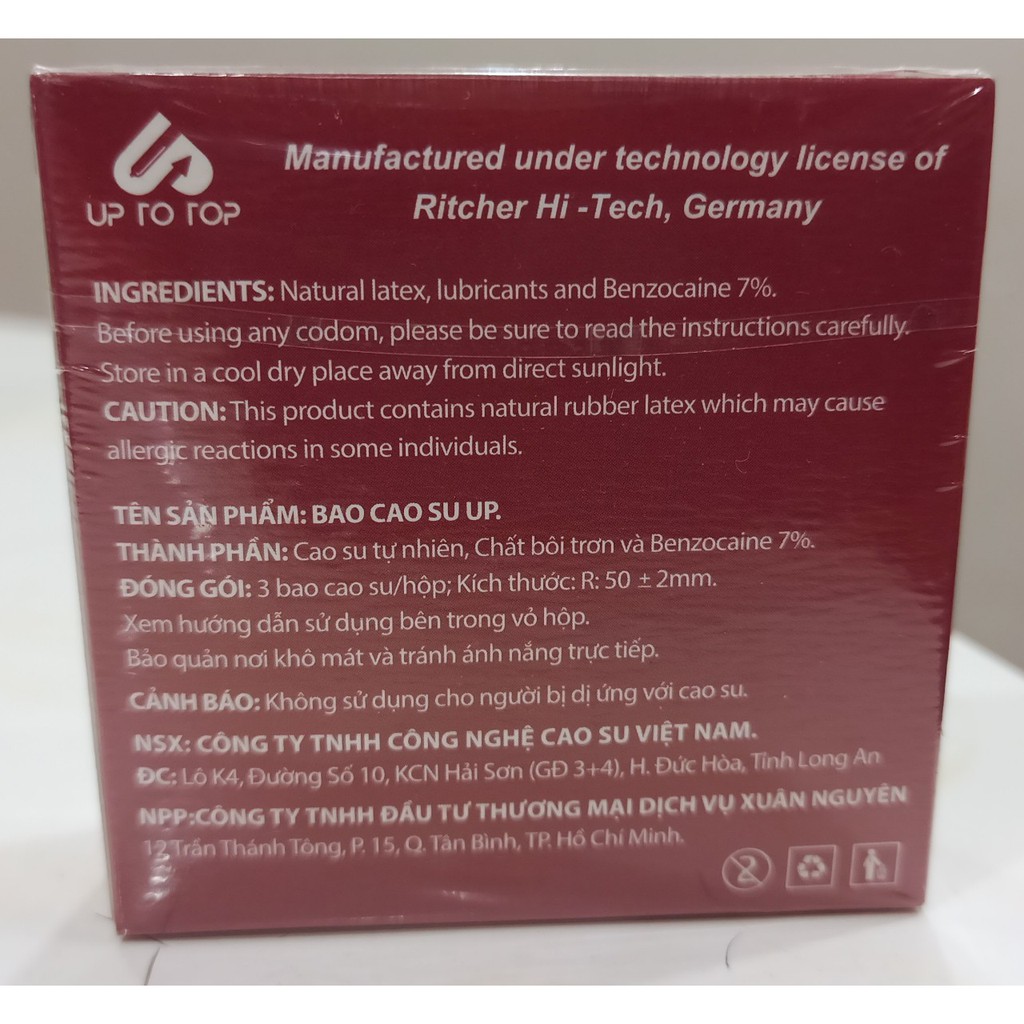 UP TO TOP
Manufactured under technology license of
Ritcher Hi -Tech, Germany
INGREDIENTS: Natural latex, lubricants and Benzocaine 7%.
Before using any codom, please be sure to read the instructions carefully.
Store in a cool dry place away from direct sunlight.
CAUTION: This product contains natural rubber latex which may cause
allergic reactions in some individuals.
TÊN SẢN PHẨM: BAO CAO SU UP.
THÀNH PHẦN: Cao su tự nhiên, Chất bôi trơn và Benzocaine 7%.
ĐÓNG GÓI: 3 bao cao su/hộp; Kích thước: R: 50 ± 2mm.
Xem hướng dẫn sử dụng bên trong vỏ hộp.
Bảo quản nơi khô mát và tránh ánh nắng trực tiếp.
CẢNH BÁO: Không sử dụng cho người bị dị ứng với cao su.
NSX: CÔNG TY TNHH CÔNG NGHỆ CAO SU VIỆT NAM.
ĐC: Lô K4, Đường Số 10, KCN Hải Sơn (GĐ 3+4), H. Đức Hòa, Tỉnh Long An
NPP:CÔNG TY TNHH ĐẦU TƯ THƯƠNG MẠI DỊCH VỤ XUÂN NGUYÊN
12 Trần Thánh Tông, P. 15, Q. Tân Bình, TP. Hồ Chí Minh.
2